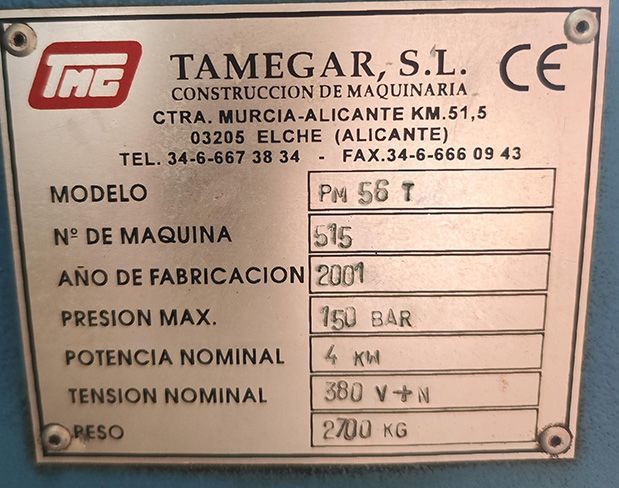 TMG
TAMEGAR, S.L.
CE
CONSTRUCCION DE MAQUINARIA
CTRA. MURCIA-ALICANTE KM.51,5
03205 ELCHE (ALICANTE)
TEL. 34-6-667 38 34 - FAX.34-6-666 09 43
MODELO PM 56 T
Nº DE MAQUINA 515
AÑO DE FABRICACION 2001
PRESION MAX. 150 BAR
POTENCIA NOMINAL 4 KW
TENSION NOMINAL 380 V+N
PESO 2700 KG